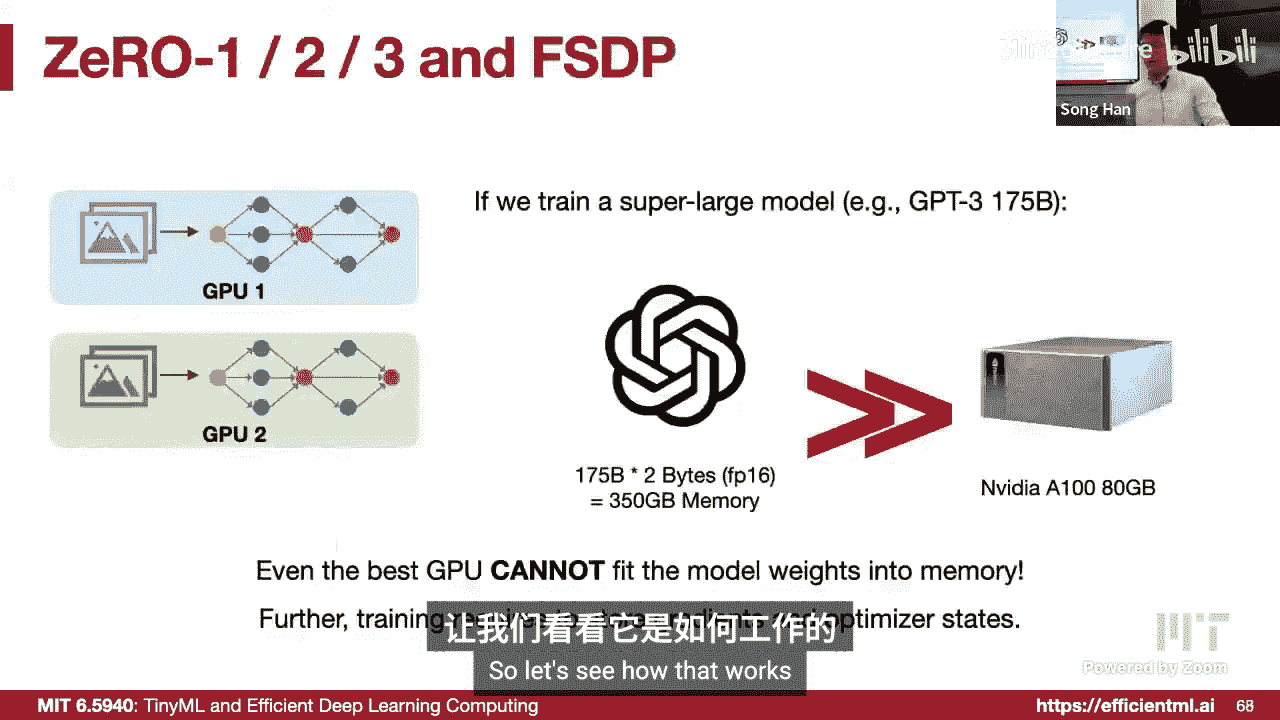 ZeRO-1 / 2 / 3 and FSDP
bilibili
Song Han
If we train a super-large model (e.g., GPT-3 175B):
GPU 1
GPU 2
175B * 2 Bytes (fp16)
= 350GB Memory
Nvidia A100 80GB
Even the best GPU CANNOT fit the model weights into memory!
Further, training optimizer states.
让我们看看它是如何工作的
So let's see how that works
MIT
Powered by Zoom
MIT 6.5940: TinyML and Efficient Deep Learning Computing
https://efficientml.ai
68